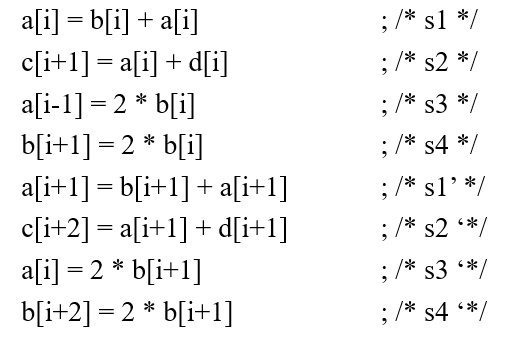 a[i] = b[i] + a[i] ; /* s1 */
c[i+1] = a[i] + d[i] ; /* s2 */
a[i-1] = 2 * b[i] ; /* s3 */
b[i+1] = 2 * b[i] ; /* s4 */
a[i+1] = b[i+1] + a[i+1] ; /* s1’ */
c[i+2] = a[i+1] + d[i+1] ; /* s2 ‘*/
a[i] = 2 * b[i+1] ; /* s3 ‘*/
b[i+2] = 2 * b[i+1] ; /* s4 ‘*/